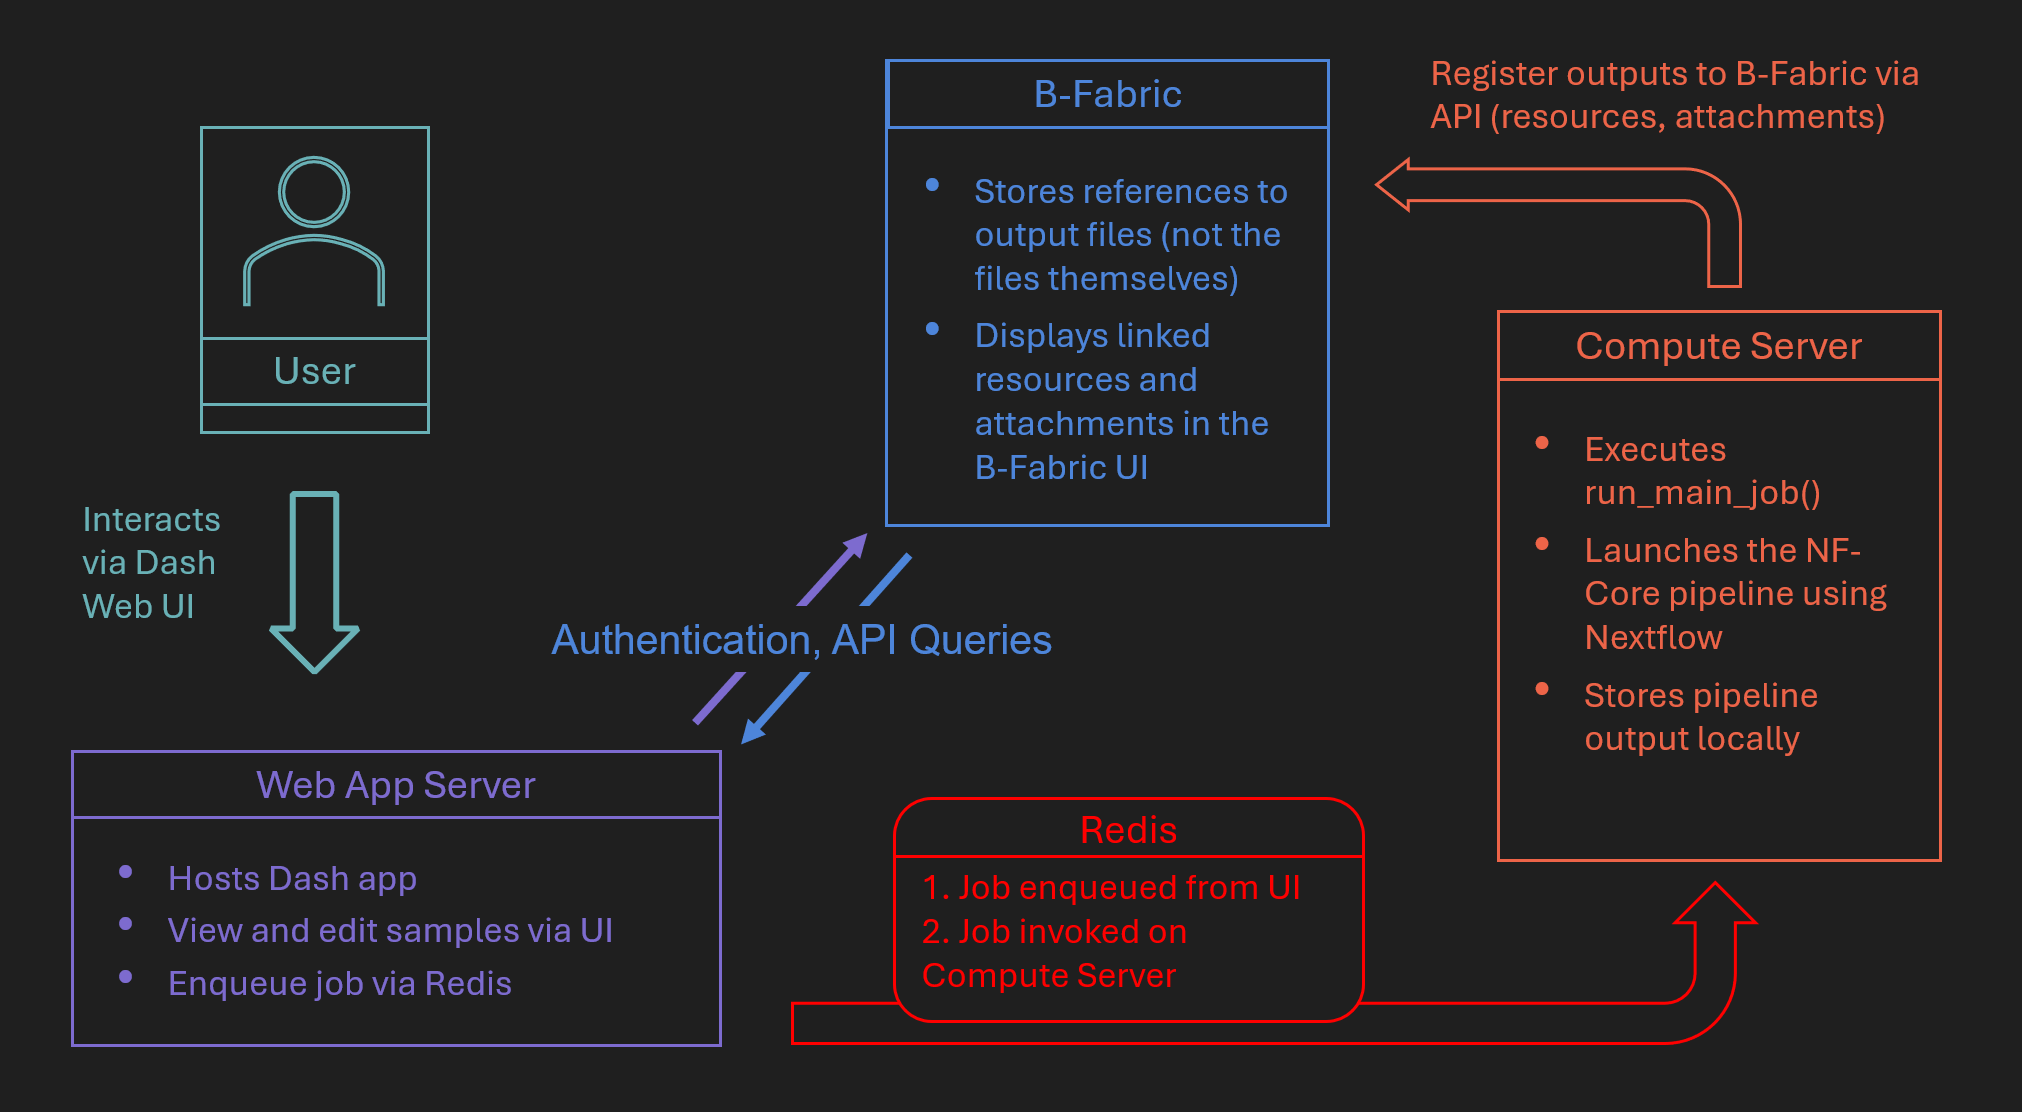 User
Interacts
via Dash
Web UI
B-Fabric
Stores references to
output files (not the
files themselves)
Displays linked
resources and
attachments in the
B-Fabric UI
Register outputs to B-Fabric via
API (resources, attachments)
Compute Server
Executes
run_main_job()
Launches the NF-
Core pipeline using
Nextflow
Stores pipeline
output locally
Authentication, API Queries
Web App Server
Hosts Dash app
View and edit samples via UI
Enqueue job via Redis
Redis
1. Job enqueued from UI
2. Job invoked on
Compute Server